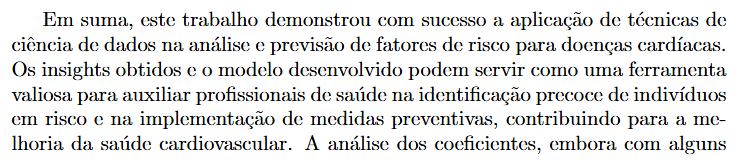 Em suma, este trabalho demonstrou com sucesso a aplicação de técnicas de
ciência de dados na análise e previsão de fatores de risco para doenças cardíacas.
Os insights obtidos e o modelo desenvolvido podem servir como uma ferramenta
valiosa para auxiliar profissionais de saúde na identificação precoce de indivíduos
em risco e na implementação de medidas preventivas, contribuindo para a me-
lhoria da saúde cardiovascular. A análise dos coeficientes, embora com alguns